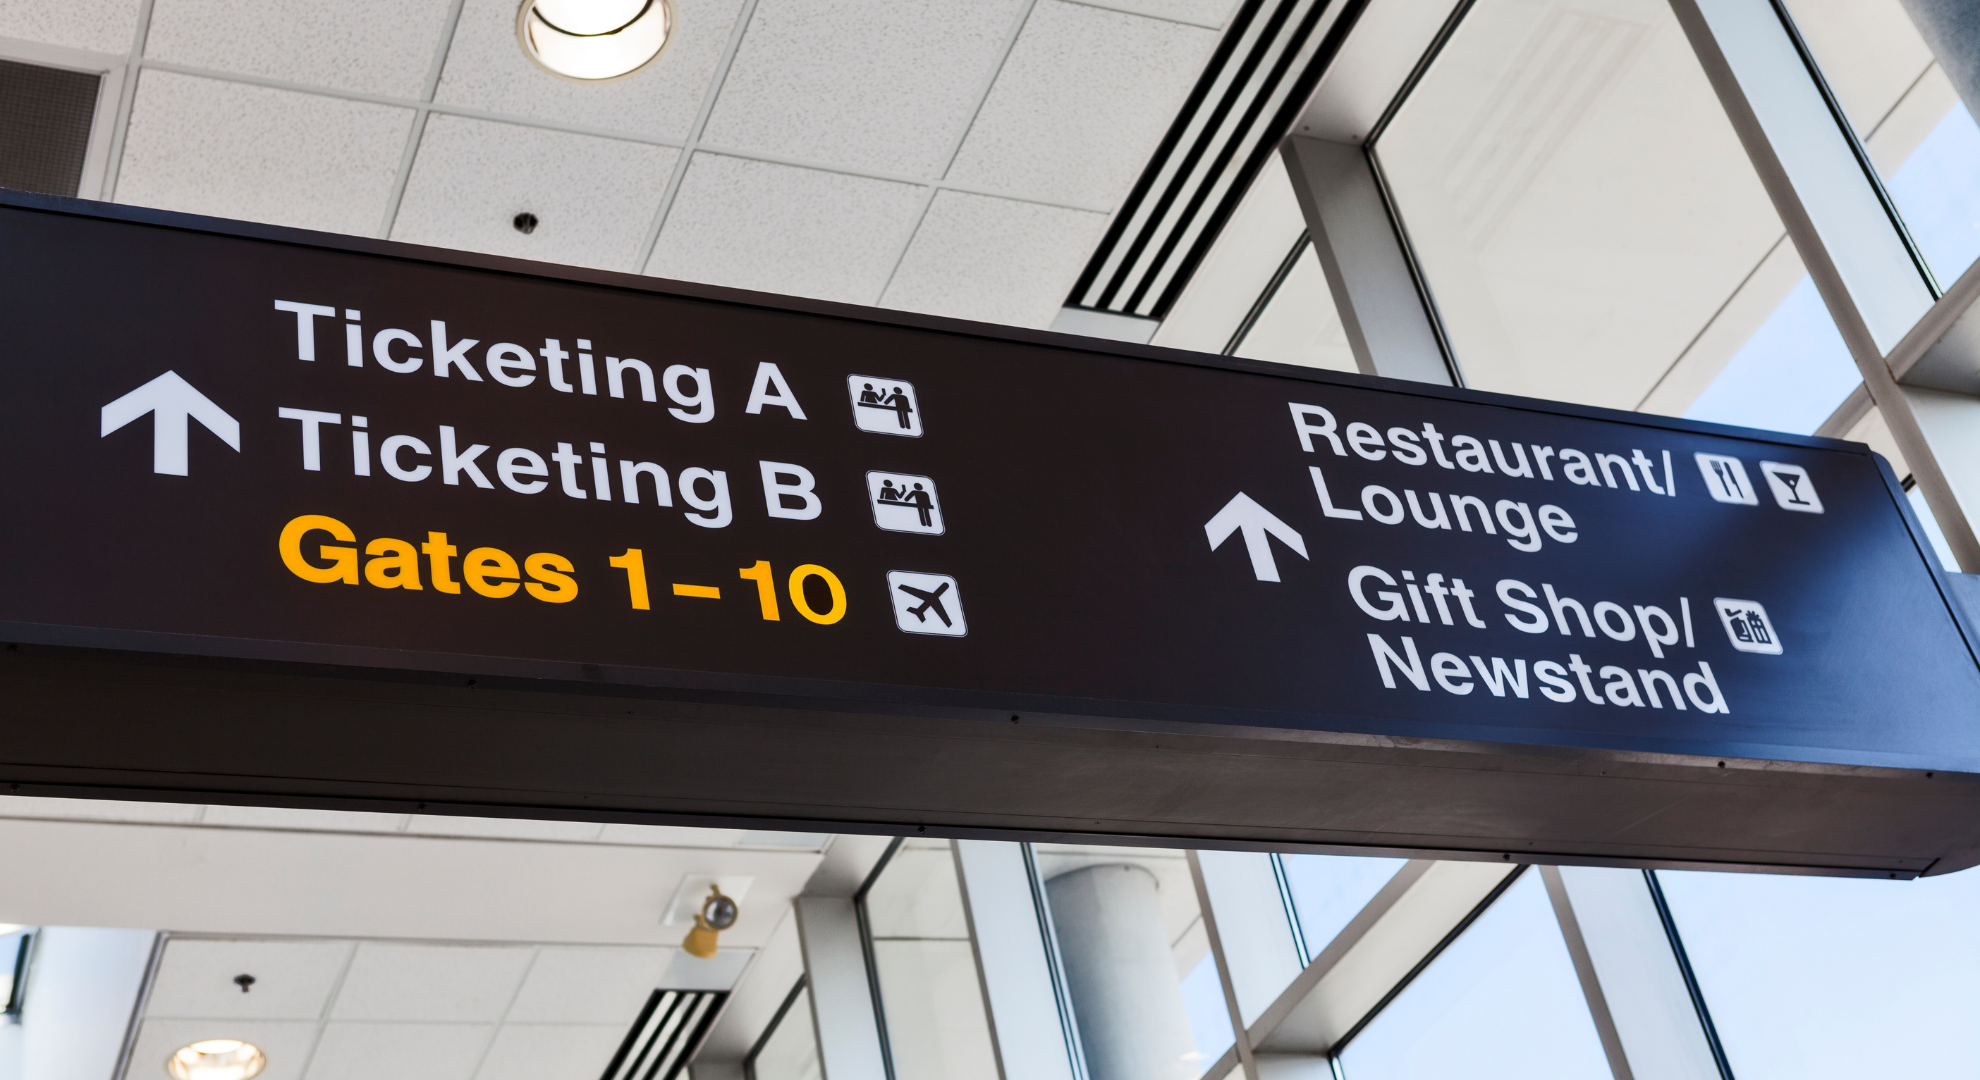 Ticketing A
Ticketing B
Gates 1-10
Restaurant/
Lounge
Gift Shop/
Newstand